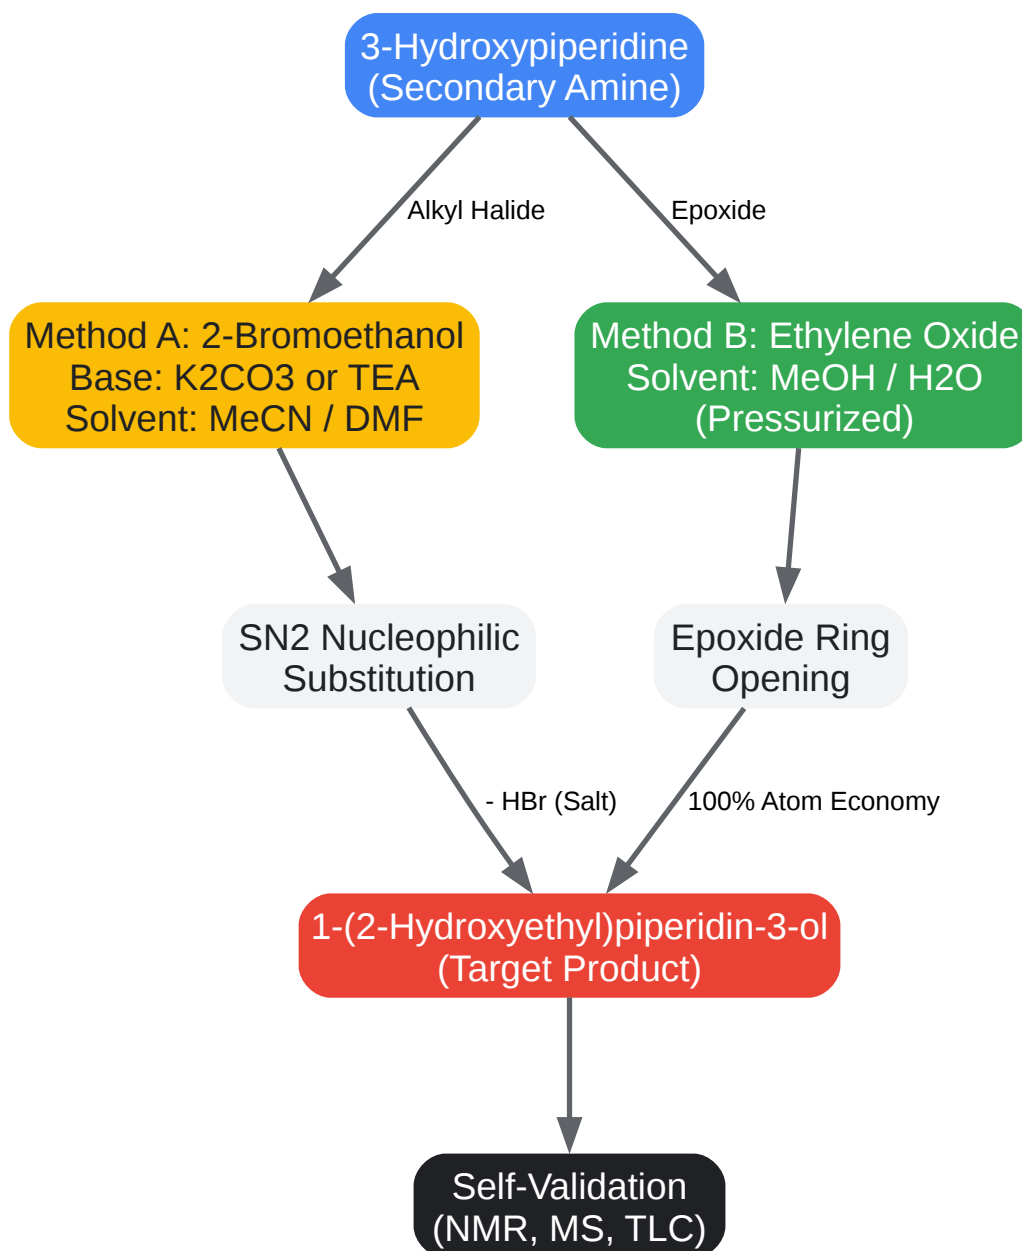 3-Hydroxypiperidine
(Secondary Amine)
Alkyl Halide
Epoxide
Method A: 2-Bromoethanol
Base: K2CO3 or TEA
Solvent: MeCN / DMF
Method B: Ethylene Oxide
Solvent: MeOH / H2O
(Pressurized)
SN2 Nucleophilic
Substitution
Epoxide Ring
Opening
- HBr (Salt)
100% Atom Economy
1-(2-Hydroxyethyl)piperidin-3-ol
(Target Product)
Self-Validation
(NMR, MS, TLC)